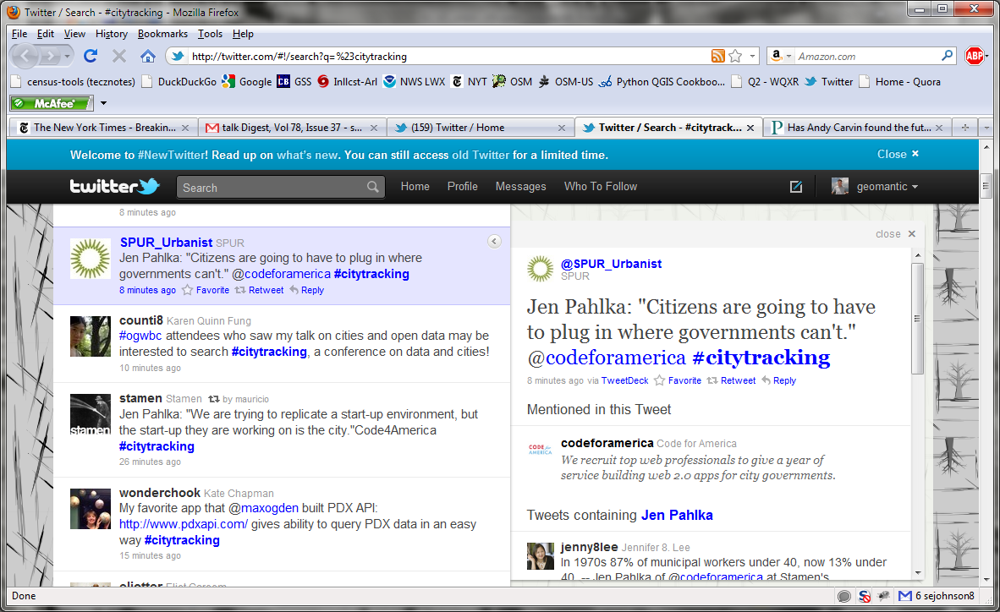 Twitter / Search - #citytracking - Mozilla Firefox
File Edit View History Bookmarks Tools Help
http://twitter.com/#!/search?q=%23citytracking
Amazon.com
ABP
census-tools (tecznotes) DuckDuckGo Google GSS Inllcst-Arl NWS LWX NYT OSM OSM-US Python QGIS Cookboo... Q2 - WQXR Twitter Home - Quora
McAfee
The New York Times - Breakin... talk Digest, Vol 78, Issue 37 - s... (159) Twitter / Home Twitter / Search - #citytrack... Has Andy Carvin found the fut...
Welcome to #NewTwitter! Read up on what's new. You can still access old Twitter for a limited time.
Close ×
twitter Search Home Profile Messages Who To Follow geomantic
8 minutes ago
SPUR_Urbanist SPUR
Jen Pahlka: "Citizens are going to have to plug in where
governments can't." @codeforamerica #citytracking
8 minutes ago Favorite Retweet Reply
counti8 Karen Quinn Fung
#ogwbc attendees who saw my talk on cities and open data may be
interested to search #citytracking, a conference on data and cities!
10 minutes ago
stamen Stamen by mauricio
stamen
Jen Pahlka: "We are trying to replicate a start-up environment, but
the start-up they are working on is the city."Code4America
#citytracking
26 minutes ago
wonderchook Kate Chapman
My favorite app that @maxogden built PDX API:
http://www.pdxapi.com/ gives ability to query PDX data in an easy
way #citytracking
15 minutes ago
close ×
@SPUR_Urbanist
SPUR
Jen Pahlka: "Citizens are going to have
to plug in where governments can't."
@codeforamerica #citytracking
8 minutes ago via TweetDeck Favorite Retweet Reply
Mentioned in this Tweet
CODE for AMERICA
codeforamerica Code for America
We recruit top web professionals to give a year of
service building web 2.0 apps for city governments.
Tweets containing Jen Pahlka
jenny8lee Jennifer 8. Lee
In 1970s 87% of municipal workers under 40, now 13% under
40. -- Jen Pahlka of @codeforamerica at Stamen's
Done
6 sejohnson8